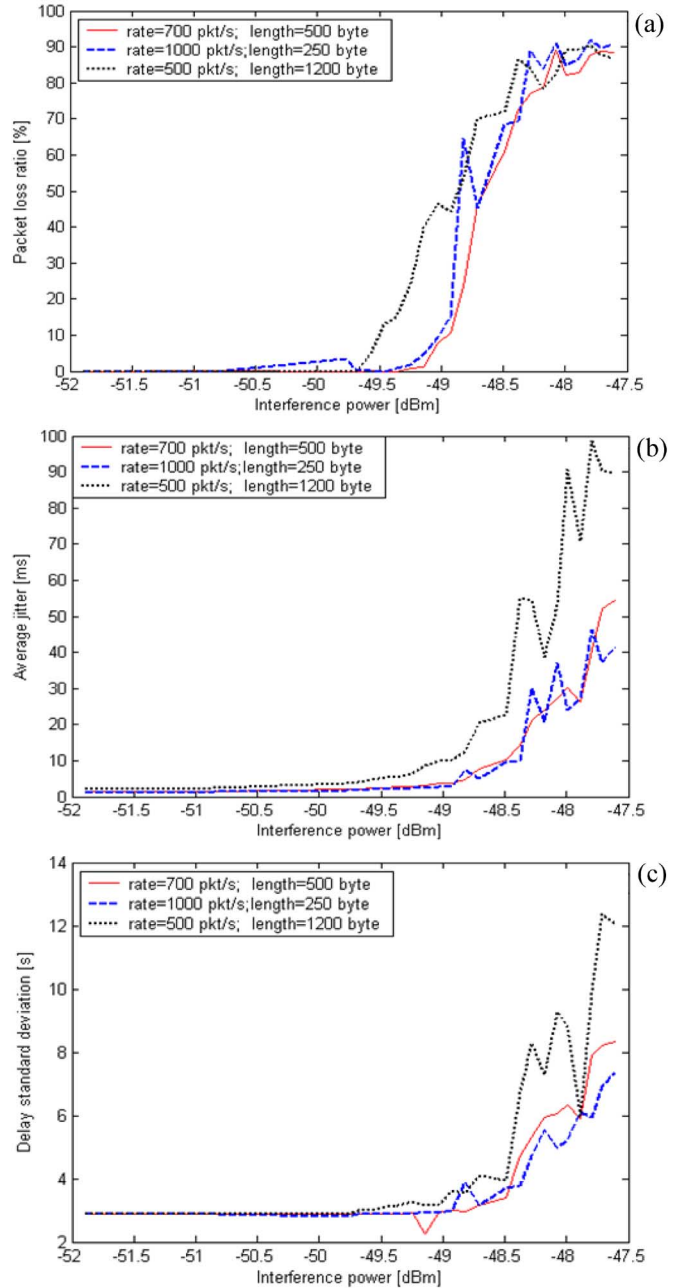 (a)
rate=700 pkt/s; length=500 byte
rate=1000 pkt/s;length=250 byte
rate=500 pkt/s; length=1200 byte
Packet loss ratio [%]
100
90
80
70
60
50
40
30
20
10
0
-52 -51.5 -51 -50.5 -50 -49.5 -49 -48.5 -48 -47.5
Interference power [dBm]
(b)
rate=700 pkt/s; length=500 byte
rate=1000 pkt/s;length=250 byte
rate=500 pkt/s; length=1200 byte
Average jitter [ms]
100
90
80
70
60
50
40
30
20
10
0
-52 -51.5 -51 -50.5 -50 -49.5 -49 -48.5 -48 -47.5
Interference power [dBm]
(c)
rate=700 pkt/s; length=500 byte
rate=1000 pkt/s;length=250 byte
rate=500 pkt/s; length=1200 byte
Delay standard deviation [s]
14
12
10
8
6
4
2
-52 -51.5 -51 -50.5 -50 -49.5 -49 -48.5 -48 -47.5
Interference power [dBm]